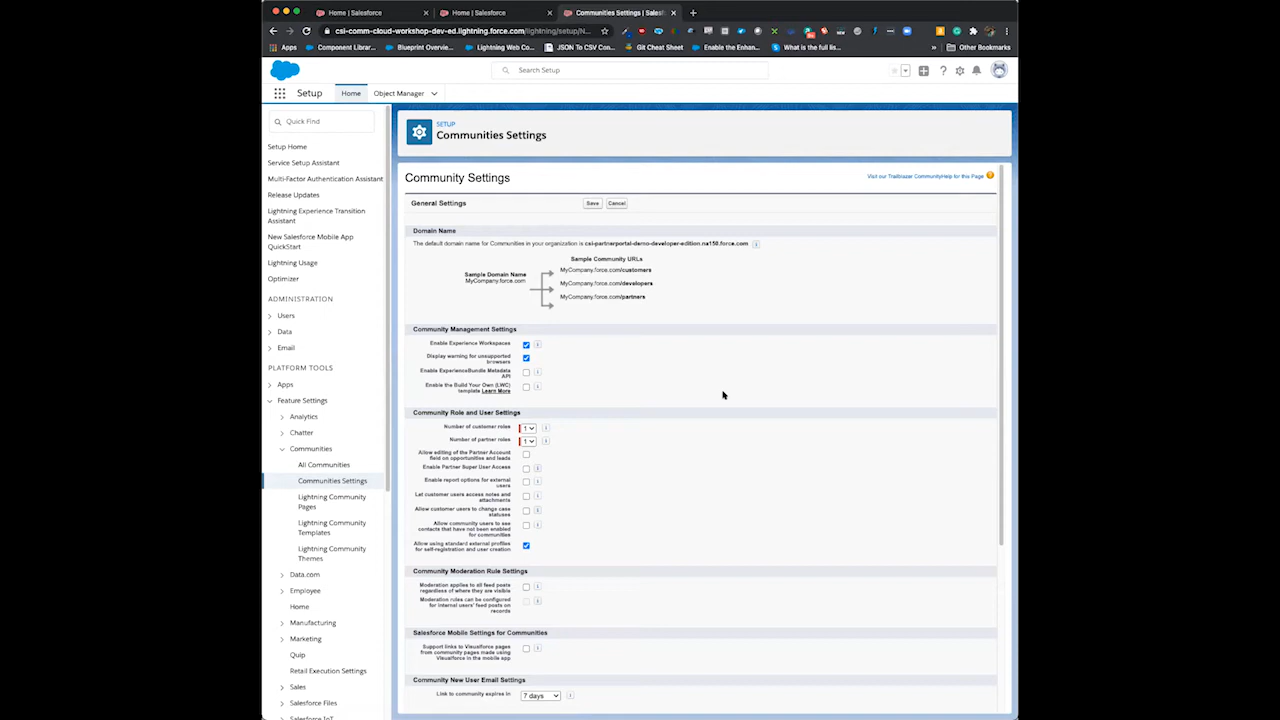 Home | Salesforce
Home | Salesforce
Communities Settings | Sales
csi-comm-cloud-workshop-dev-ed.lightning.force.com/lightning/setup/N...
Apps
Component Librar...
Blueprint Overvie...
Lightning Web Co...
JSON To CSV Con...
Git Cheat Sheet
Enable the Enhan...
What is the full lis...
»
Other Bookmarks
Search Setup
Setup
Home
Object Manager
Quick Find
Setup Home
Service Setup Assistant
Multi-Factor Authentication Assistant
Release Updates
Lightning Experience Transition
Assistant
New Salesforce Mobile App
QuickStart
Lightning Usage
Optimizer
ADMINISTRATION
Users
Data
Email
PLATFORM TOOLS
Apps
Feature Settings
Analytics
Chatter
Communities
All Communities
Communities Settings
Lightning Community
Pages
Lightning Community
Templates
Lightning Community
Themes
Data.com
Employee
Home
Manufacturing
Marketing
Quip
Retail Execution Settings
Sales
Salesforce Files
Salesforce IoT
SETUP
Communities Settings
Community Settings
Visit our Trailblazer Community Help for this Page
General Settings
Save
Cancel
Domain Name
The default domain name for Communities in your organization is csi-partnerportal-demo-developer-edition.na150.force.com
Sample Community URLs
Sample Domain Name
MyCompany.force.com
MyCompany.force.com/customers
MyCompany.force.com/developers
MyCompany.force.com/partners
Community Management Settings
Enable Experience Workspaces
Display warning for unsupported
browsers
Enable ExperienceBundle Metadata
API
Enable the Build Your Own (LWC)
template Learn More
Community Role and User Settings
Number of customer roles
1
Number of partner roles
1
Allow editing of the Partner Account
field on opportunities and leads
Enable Partner Super User Access
Enable report options for external
users
Let customer users access notes and
attachments
Allow customer users to change case
statuses
Allow community users to see
contacts that have not been enabled
for communities
Allow using standard external profiles
for self-registration and user creation
Community Moderation Rule Settings
Moderation applies to all feed posts
regardless of where they are visible
Moderation rules can be configured
for internal users' feed posts on
records
Salesforce Mobile Settings for Communities
Support links to Visualforce pages
from community pages made using
Visualforce in the mobile app
Community New User Email Settings
Link to community expires in
7 days